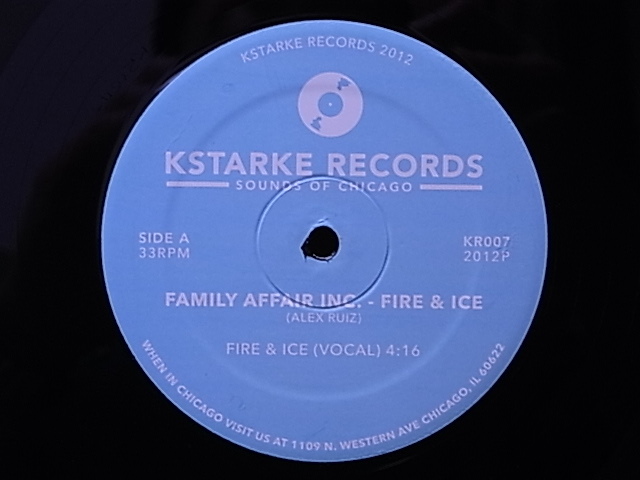 KSTARKE RECORDS 2012
KSTARKE RECORDS
SOUNDS OF CHICAGO
SIDE A
33RPM
KR007
2012P
FAMILY AFFAIR INC. - FIRE & ICE
(ALEX RUIZ)
FIRE & ICE (VOCAL) 4:16
WHEN IN CHICAGO VISIT US AT 1109 N. WESTERN AVE CHICAGO, IL 60622